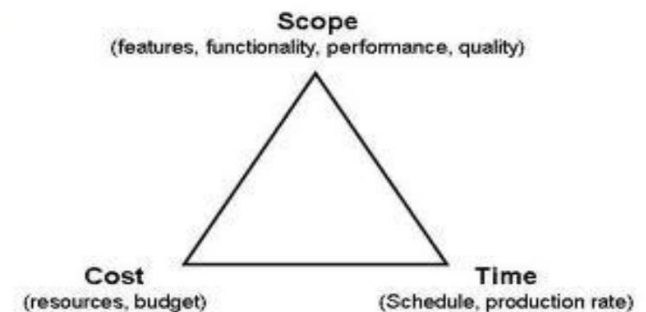 Scope
(features, functionality, performance, quality)
Cost
(resources, budget)
Time
(Schedule, production rate)